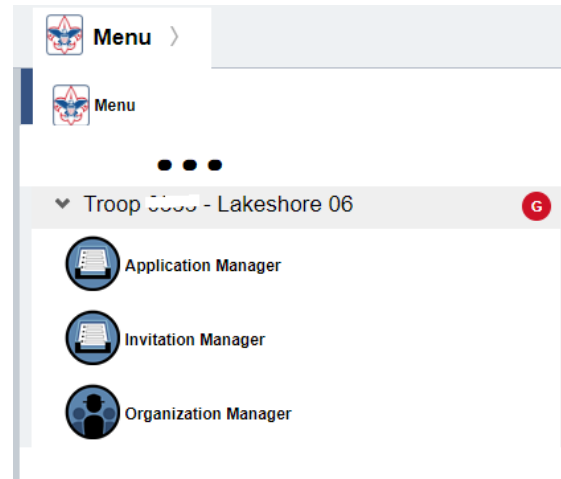 Menu
Menu
Troop - Lakeshore 06
G
Application Manager
Invitation Manager
Organization Manager